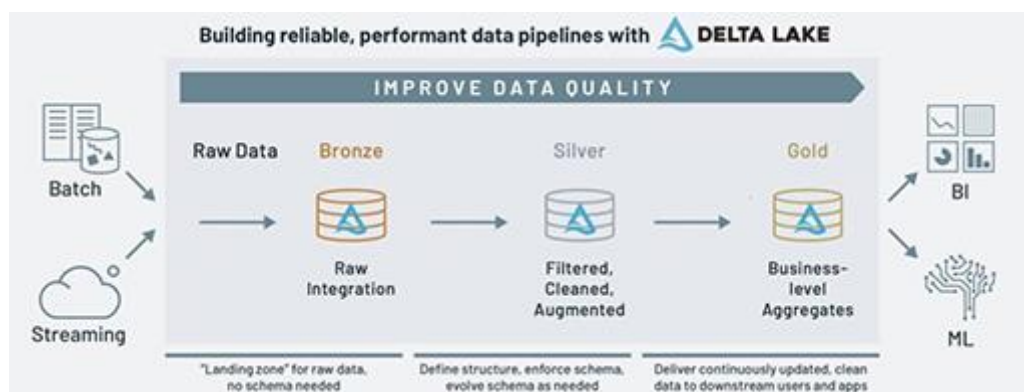 Building reliable, performant data pipelines with DELTA LAKE
IMPROVE DATA QUALITY
Raw Data
Bronze
Silver
Gold
Batch
Streaming
Raw
Integration
Filtered,
Cleaned,
Augmented
Business-
level
Aggregates
BI
ML
"Landing zone" for raw data,
no schema needed
Define structure, enforce schema,
evolve schema as needed
Deliver continuously updated, clean
data to downstream users and apps